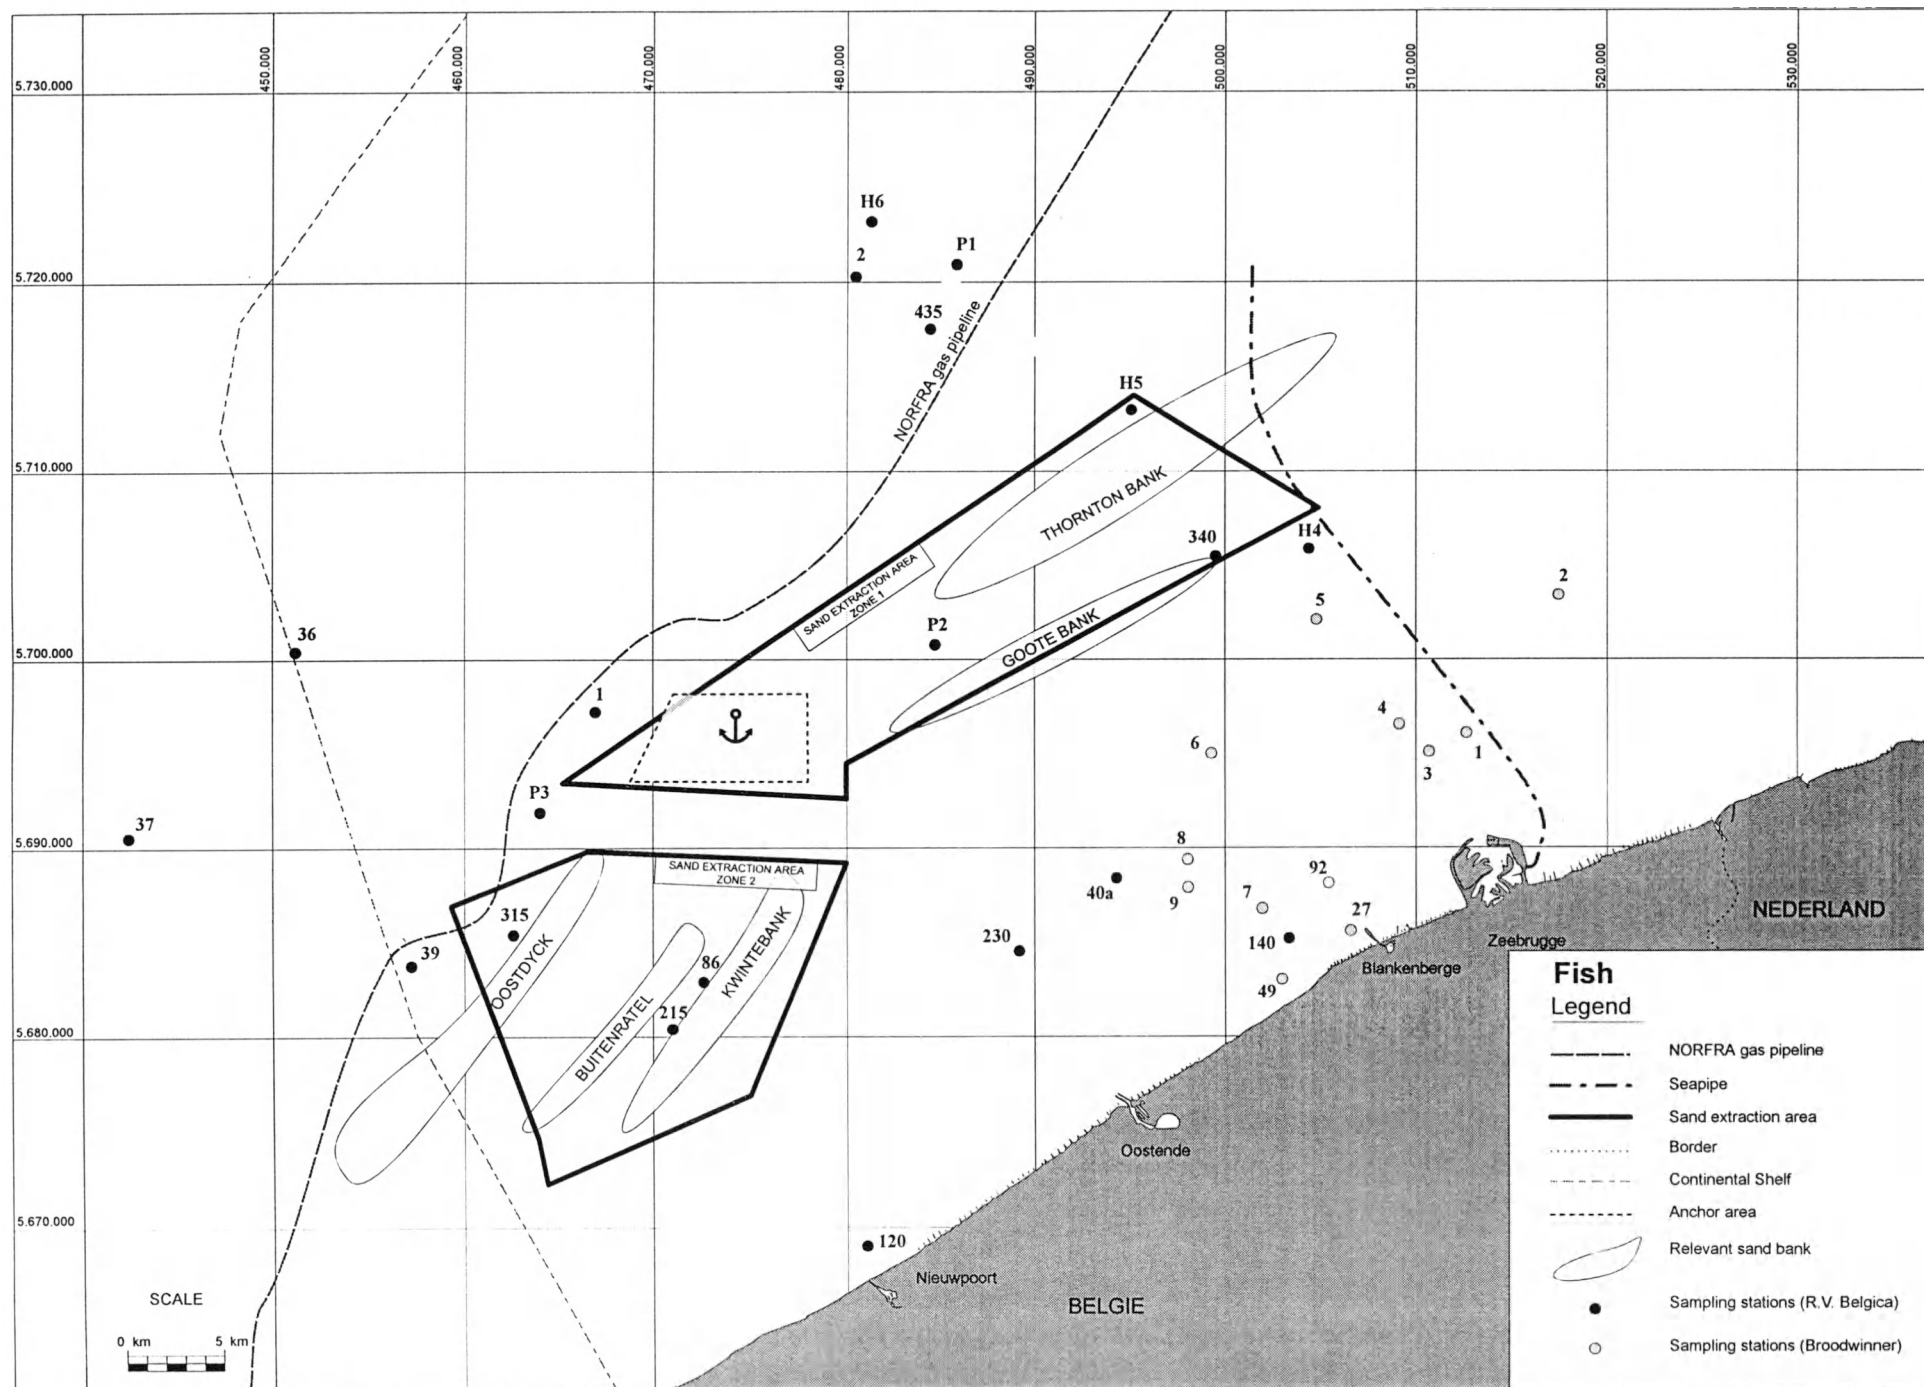 450.000
460.000
470.000
480.000
490.000
500.000
510.000
520.000
530.000
5.730.000
H6
2
P1
5.720.000
435
NORFRA gas pipeline
H5
5.710.000
THORNTON BANK
340
H4
SAND EXTRACTION AREA
ZONE 1
2
5
P2
GOOTE BANK
36
5.700.000
1
4
6
3
1
P3
37
5.690.000
SAND EXTRACTION AREA
ZONE 2
8
92
40a
9
7
27
NEDERLAND
315
230
140
Zeebrugge
39
OOSTDYCK
86
KWINTEBANK
Blankenberge
49
BUITENRATEL
215
5.680.000
Oostende
5.670.000
120
Nieuwpoort
BELGIE
SCALE
0 km 5 km
Fish
Legend
NORFRA gas pipeline
Seapipe
Sand extraction area
Border
Continental Shelf
Anchor area
Relevant sand bank
Sampling stations (R.V. Belgica)
Sampling stations (Broodwinner)